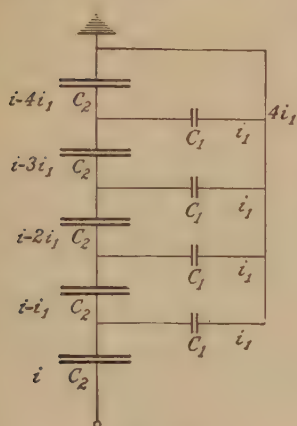 i-4i₁ C₂
C₁ i₁ 4i₁
i-3i₁ C₂
C₁ i₁
i-2i₁ C₂
C₁ i₁
i-i₁ C₂
C₁ i₁
i C₂